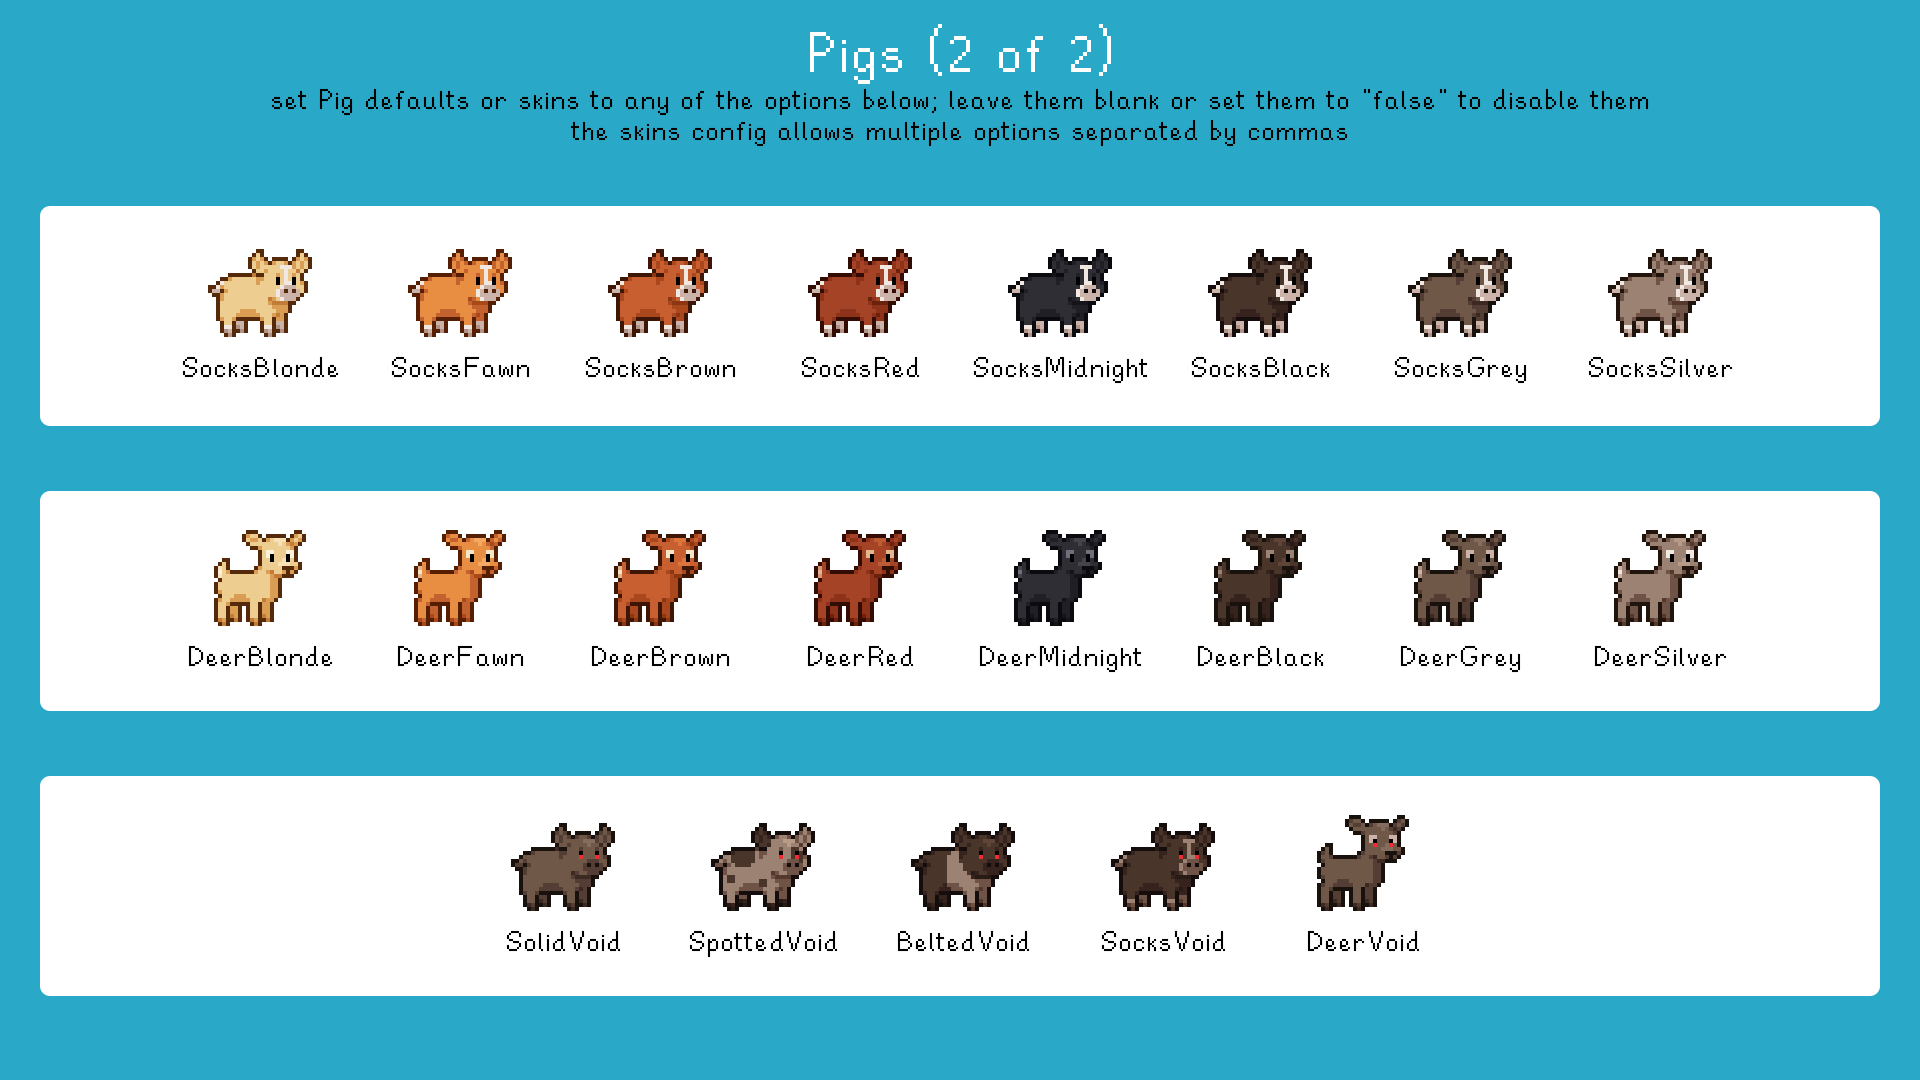 Pigs (2 of 2)
set Pig defaults or skins to any of the options below; leave them blank or set them to "false" to disable them
the skins config allows multiple options separated by commas
SocksBlonde SocksFawn SocksBrown SocksRed SocksMidnight SocksBlack SocksGrey SocksSilver
DeerBlonde DeerFawn DeerBrown DeerRed DeerMidnight DeerBlack DeerGrey DeerSilver
SolidVoid SpottedVoid BeltedVoid SocksVoid DeerVoid